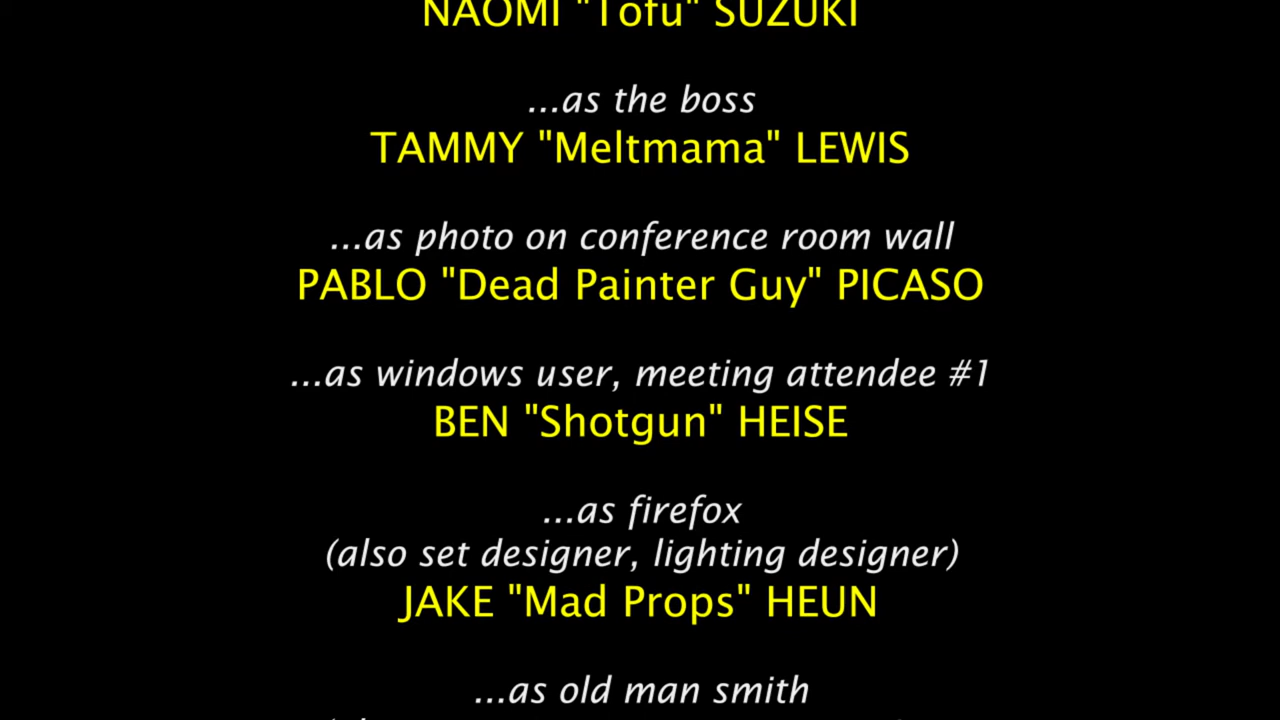 NAOMI "Tofu" SUZUKI
...as the boss
TAMMY "Meltmama" LEWIS
...as photo on conference room wall
PABLO "Dead Painter Guy" PICASO
...as windows user, meeting attendee #1
BEN "Shotgun" HEISE
...as firefox
(also set designer, lighting designer)
JAKE "Mad Props" HEUN
...as old man smith